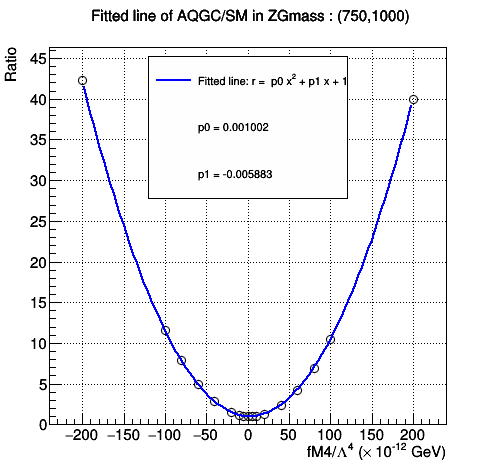 Fitted line of AQGC/SM in ZGmass : (750,1000)
Ratio
45
40
35
30
25
20
15
10
5
0
Fitted line: r = p0 x² + p1 x + 1
p0 = 0.001002
p1 = -0.005883
−200 −150 −100 −50 0 50 100 150 200
fM4/Λ⁴ (× 10⁻¹² GeV)